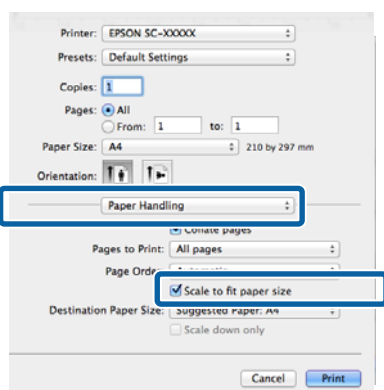 Printer: EPSON SC-XXXXX
Presets: Default Settings
Copies: 1
Pages: All
From: 1 to: 1
Paper Size: A4 210 by 297 mm
Orientation:
Paper Handling
Collate pages
Pages to Print: All pages
Page Order: Automatic
Scale to fit paper size
Destination Paper Size: Suggested Paper: A4
Scale down only
Cancel Print